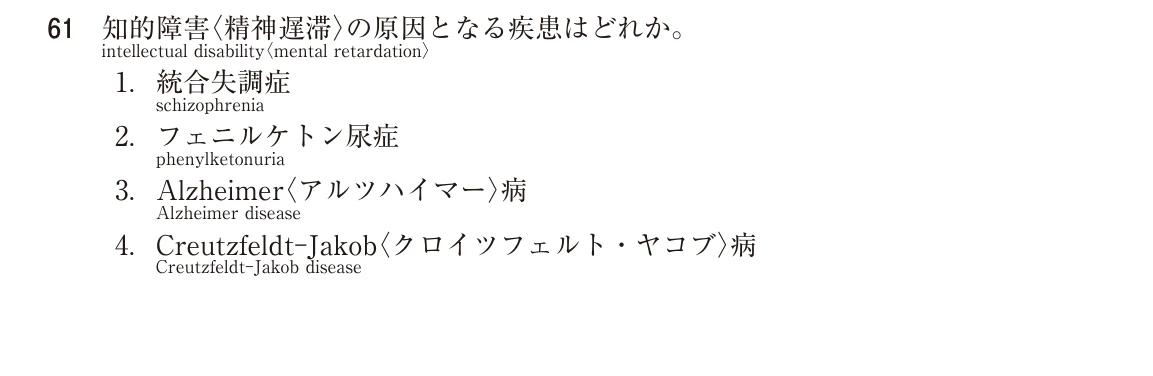 61 知的障害〈精神遅滞〉の原因となる疾患はどれか。
intellectual disability〈mental retardation〉
1. 統合失調症
schizophrenia
2. フェニルケトン尿症
phenylketonuria
3. Alzheimer〈アルツハイマー〉病
Alzheimer disease
4. Creutzfeldt-Jakob〈クロイツフェルト・ヤコブ〉病
Creutzfeldt-Jakob disease